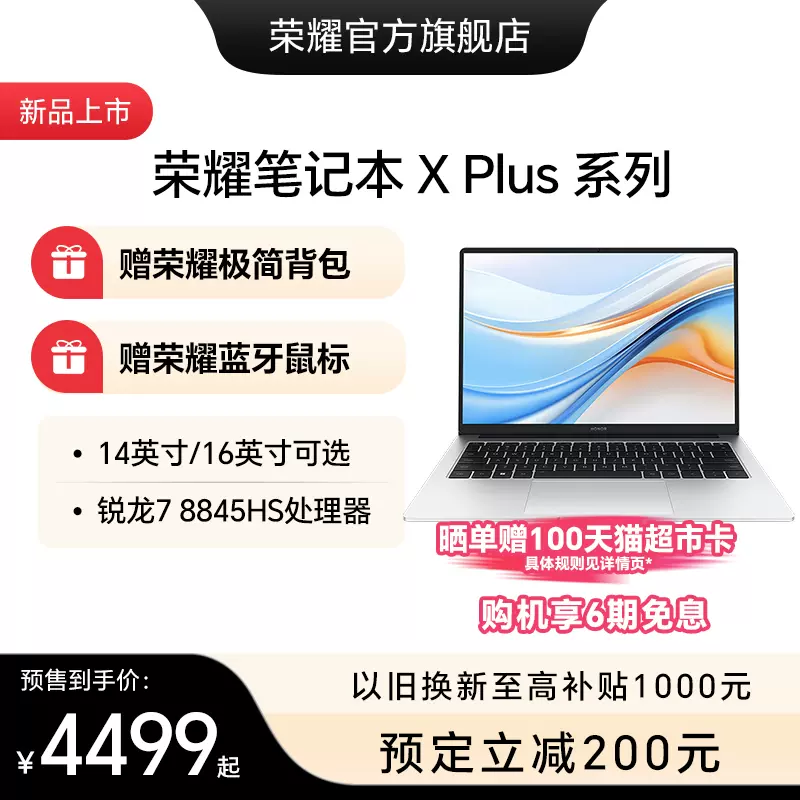 荣耀官方旗舰店
新品上市
荣耀笔记本 X Plus 系列
赠荣耀极简背包
赠荣耀蓝牙鼠标
• 14英寸/16英寸可选
• 锐龙7 8845HS处理器
HONOR
晒单赠100天猫超市卡
具体规则见详情页*
购机享6期免息
预售到手价:
¥4499起
以旧换新至高补贴1000元
预定立减200元